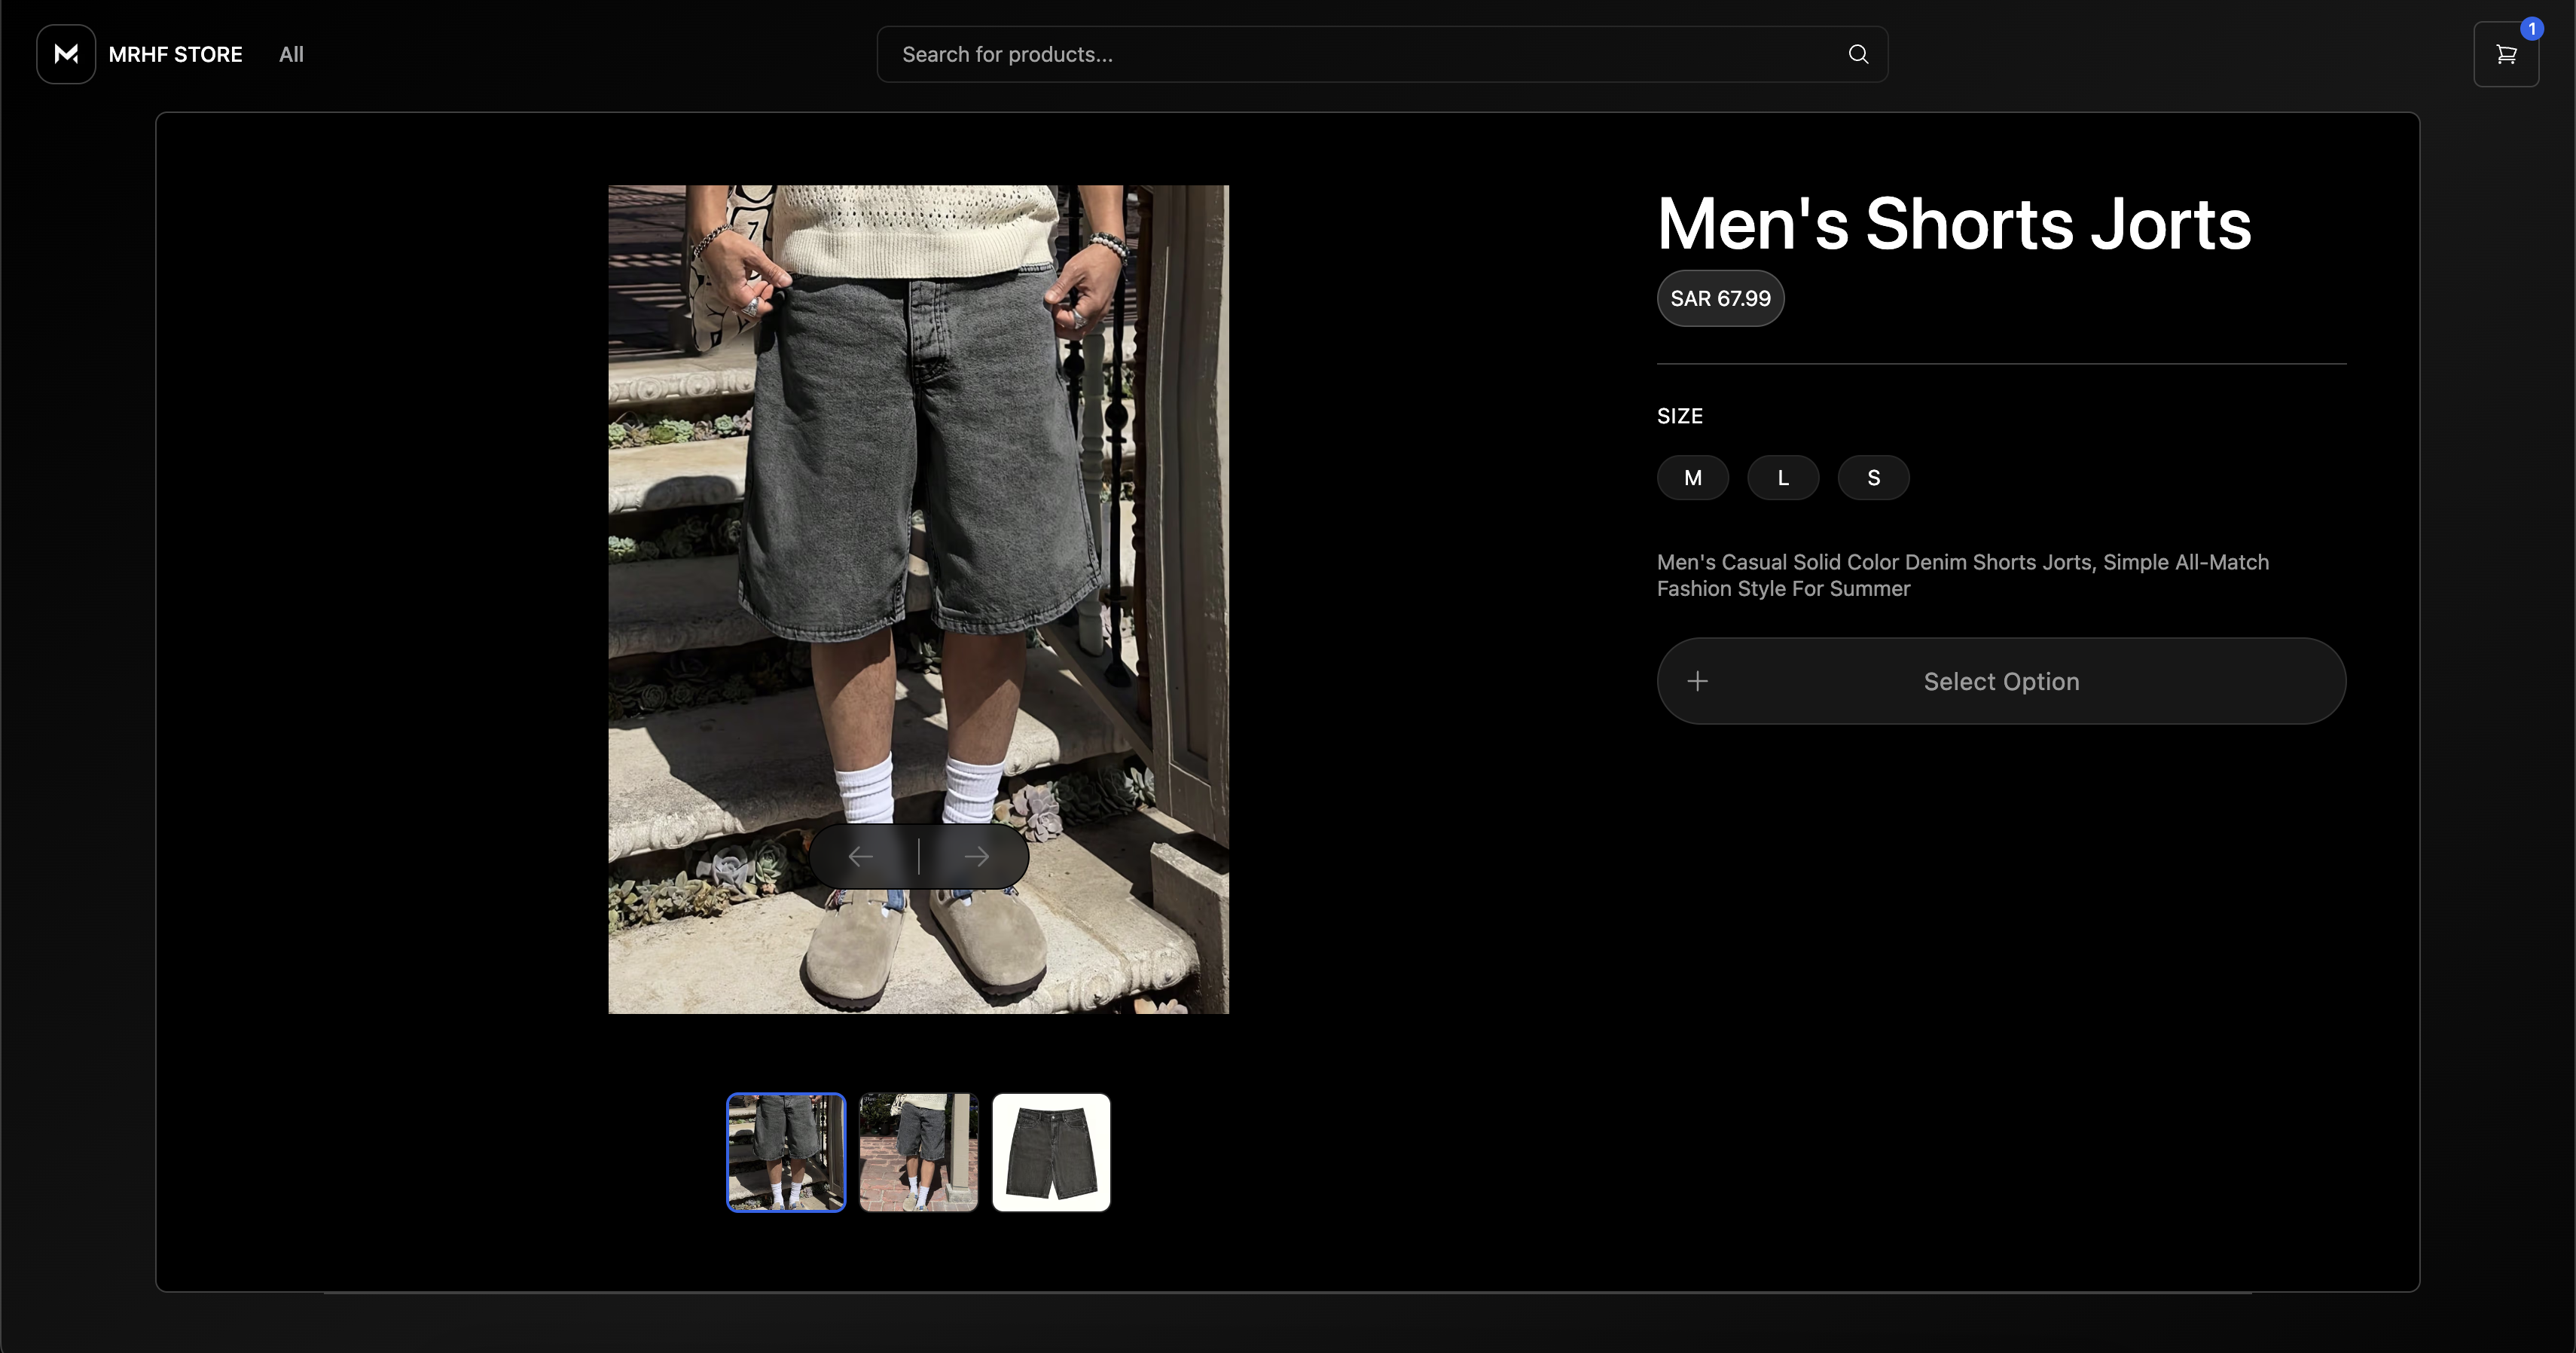 MRHF STORE
All
Search for products...
1
7
Men's Shorts Jorts
SAR 67.99
SIZE
M
L
S
Men's Casual Solid Color Denim Shorts Jorts, Simple All-Match
Fashion Style For Summer
Select Option